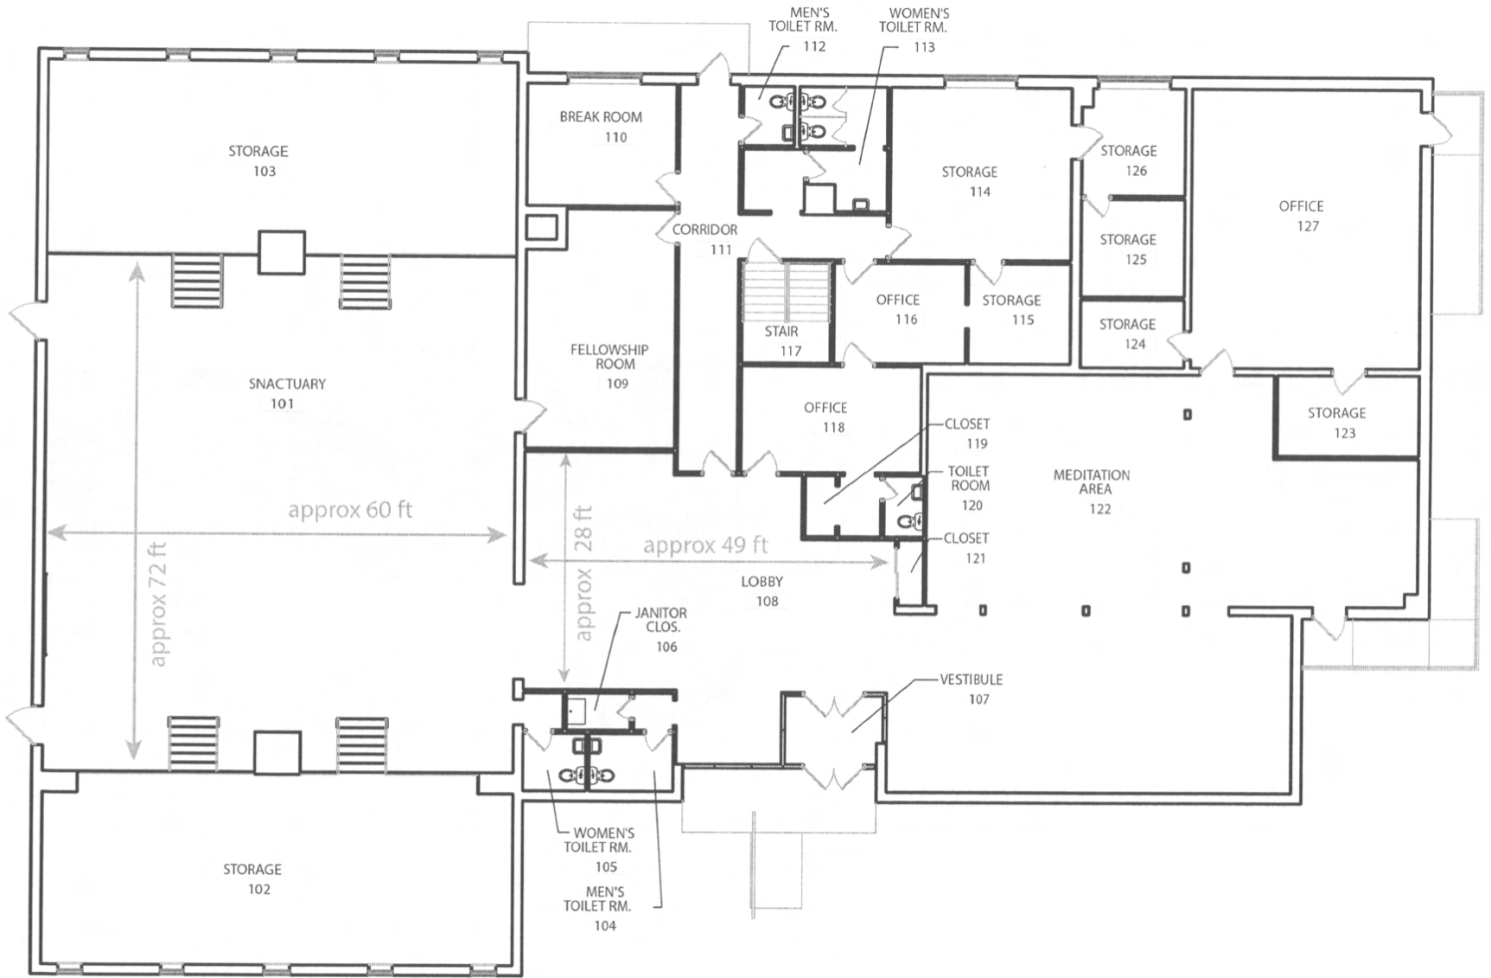 MEN'S
TOILET RM.
112
WOMEN'S
TOILET RM.
113
BREAK ROOM
110
STORAGE
103
STORAGE
114
STORAGE
126
OFFICE
127
CORRIDOR
111
STORAGE
125
OFFICE
116
STORAGE
115
STORAGE
124
STAIR
117
FELLOWSHIP
ROOM
109
SNACTUARY
101
OFFICE
118
CLOSET
119
STORAGE
123
TOILET
ROOM
120
MEDITATION
AREA
122
approx 60 ft
approx 72 ft
approx 28 ft
approx 49 ft
CLOSET
121
LOBBY
108
JANITOR
CLOS.
106
VESTIBULE
107
WOMEN'S
TOILET RM.
105
STORAGE
102
MEN'S
TOILET RM.
104